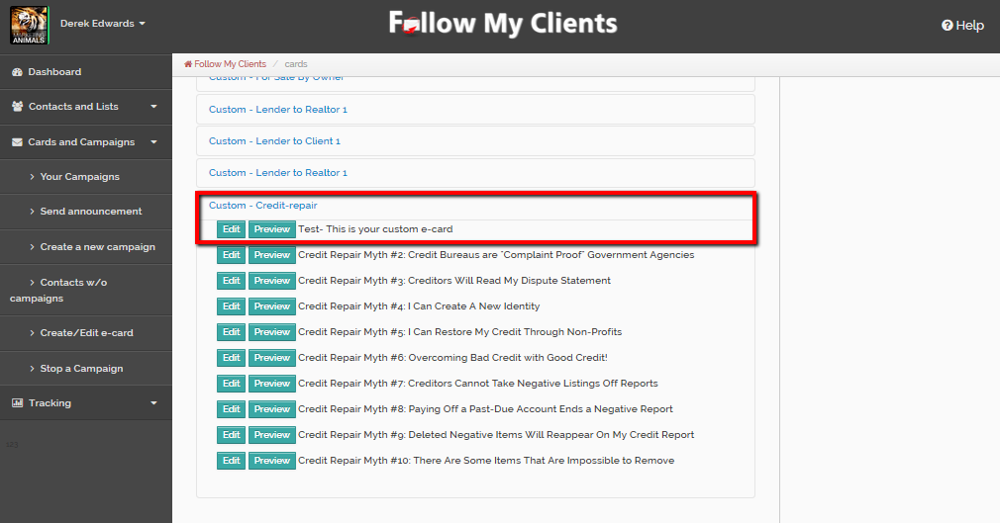 MARKETING
ANIMALS
Derek Edwards
Follow My Clients
Help
Dashboard
Contacts and Lists
Cards and Campaigns
Your Campaigns
Send announcement
Create a new campaign
Contacts w/o
campaigns
Create/Edit e-card
Stop a Campaign
Tracking
Follow My Clients / cards
Custom - For Sale By Owner
Custom - Lender to Realtor 1
Custom - Lender to Client 1
Custom - Lender to Realtor 1
Custom - Credit-repair
Edit Preview Test- This is your custom e-card
Edit Preview Credit Repair Myth #2: Credit Bureaus are "Complaint Proof" Government Agencies
Edit Preview Credit Repair Myth #3: Creditors Will Read My Dispute Statement
Edit Preview Credit Repair Myth #4: I Can Create A New Identity
Edit Preview Credit Repair Myth #5: I Can Restore My Credit Through Non-Profits
Edit Preview Credit Repair Myth #6: Overcoming Bad Credit with Good Credit!
Edit Preview Credit Repair Myth #7: Creditors Cannot Take Negative Listings Off Reports
Edit Preview Credit Repair Myth #8: Paying Off a Past-Due Account Ends a Negative Report
Edit Preview Credit Repair Myth #9: Deleted Negative Items Will Reappear On My Credit Report
Edit Preview Credit Repair Myth #10: There Are Some Items That Are Impossible to Remove